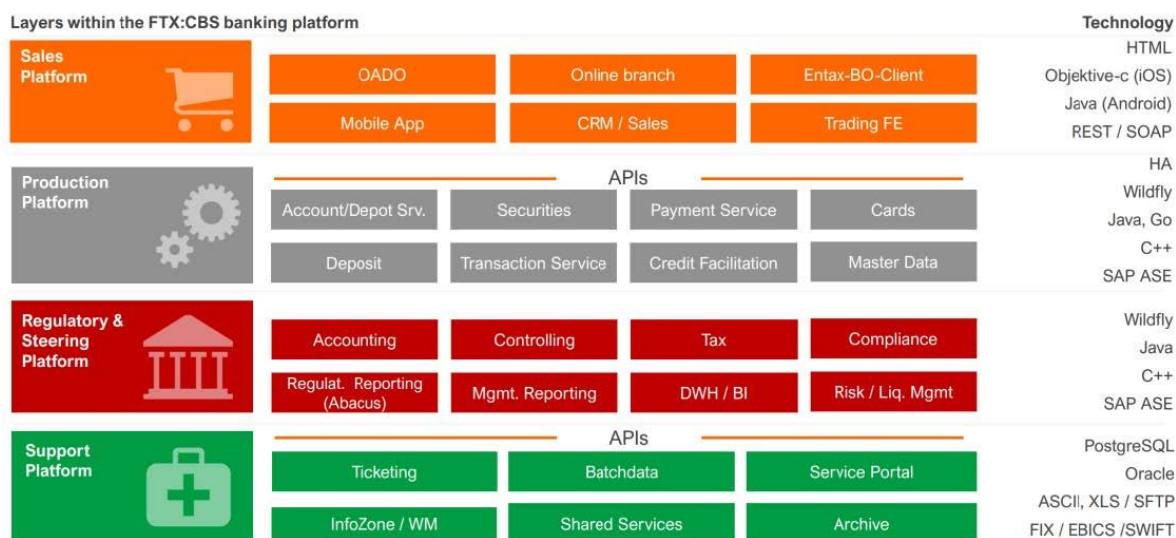 Layers within the FTX:CBS banking platform
Technology
Sales
Platform
OADO
Online branch
Entax-BO-Client
Mobile App
CRM / Sales
Trading FE
HTML
Objektive-c (iOS)
Java (Android)
REST / SOAP
Production
Platform
APIs
Account/Depot Srv.
Securities
Payment Service
Cards
Deposit
Transaction Service
Credit Facilitation
Master Data
HA
Wildfly
Java, Go
C++
SAP ASE
Regulatory &
Steering
Platform
Accounting
Controlling
Tax
Compliance
Regulat. Reporting
(Abacus)
Mgmt. Reporting
DWH / BI
Risk / Liq. Mgmt
Wildfly
Java
C++
SAP ASE
Support
Platform
APIs
Ticketing
Batchdata
Service Portal
InfoZone / WM
Shared Services
Archive
PostgreSQL
Oracle
ASCII, XLS / SFTP
FIX / EBICS /SWIFT